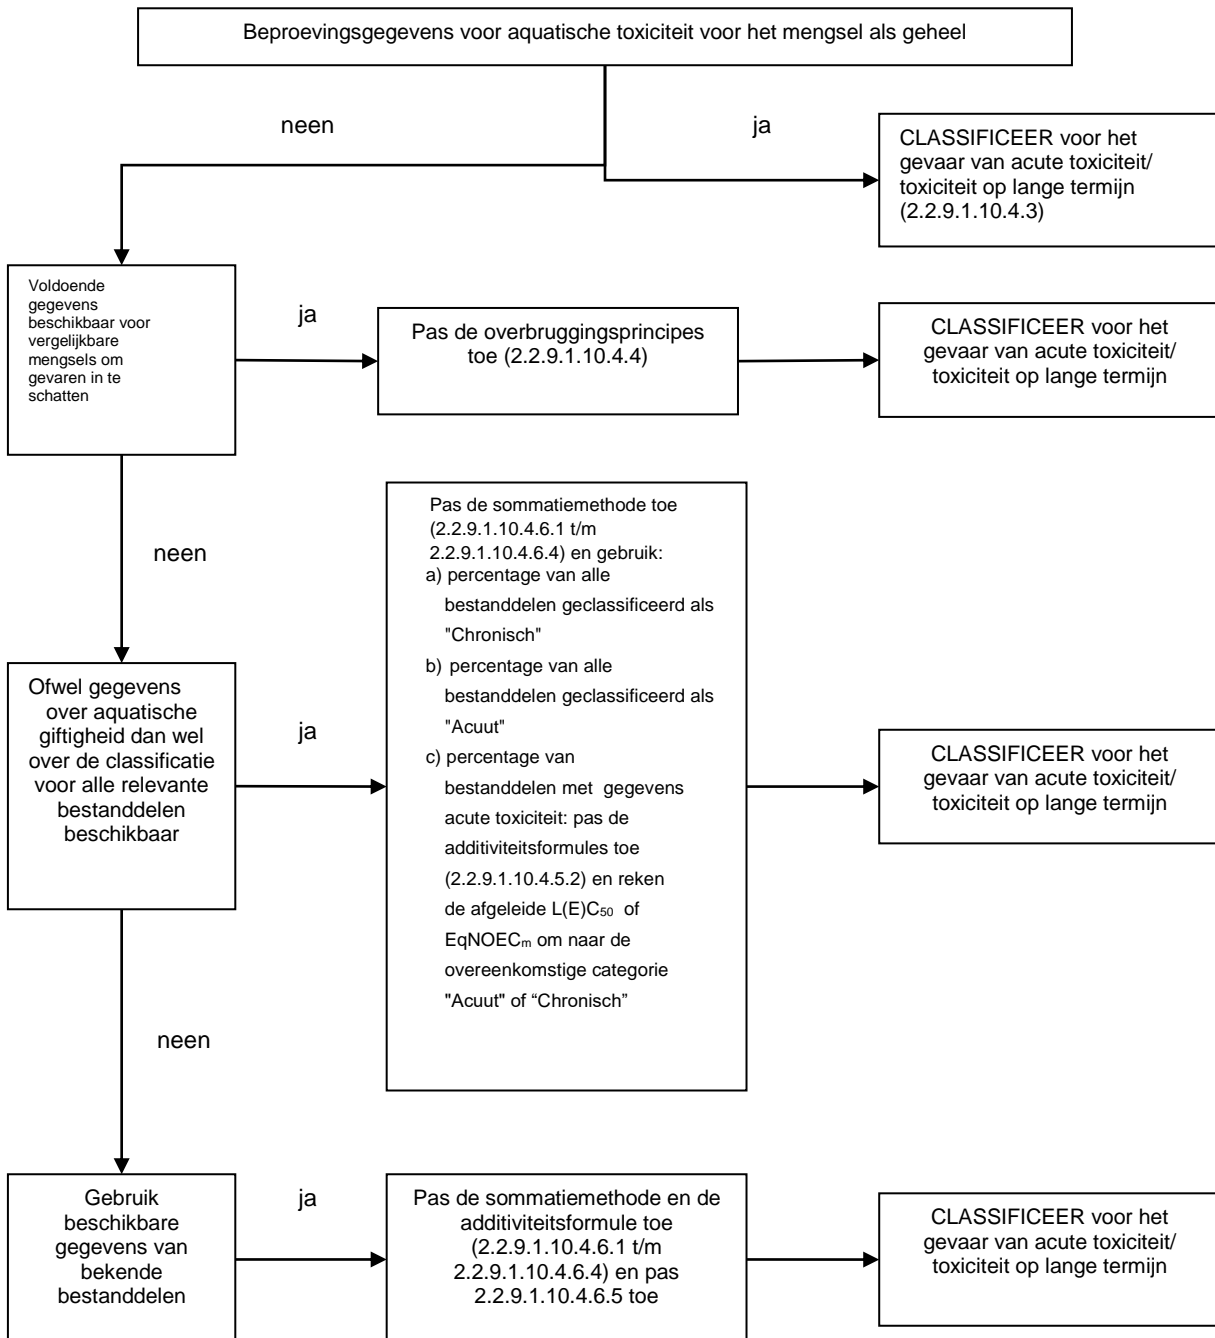 Beproevingsgegevens voor aquatische toxiciteit voor het mengsel als geheel
neen
ja
CLASSIFICEER voor het
gevaar van acute toxiciteit/
toxiciteit op lange termijn
(2.2.9.1.10.4.3)
Voldoende
gegevens
beschikbaar voor
vergelijkbare
mengsels om
gevaren in te
schatten
ja
Pas de overbruggingsprincipes
toe (2.2.9.1.10.4.4)
CLASSIFICEER voor het
gevaar van acute toxiciteit/
toxiciteit op lange termijn
neen
Ofwel gegevens
over aquatische
giftigheid dan wel
over de classificatie
voor alle relevante
bestanddelen
beschikbaar
ja
Pas de sommatiemethode toe
(2.2.9.1.10.4.6.1 t/m
2.2.9.1.10.4.6.4) en gebruik:
a) percentage van alle
bestanddelen geclassificeerd als
"Chronisch"
b) percentage van alle
bestanddelen geclassificeerd als
"Acuut"
c) percentage van
bestanddelen met gegevens
acute toxiciteit: pas de
additiviteitsformules toe
(2.2.9.1.10.4.5.2) en reken
de afgeleide L(E)C₅₀ of
EqNOECₘ om naar de
overeenkomstige categorie
"Acuut" of “Chronisch”
CLASSIFICEER voor het
gevaar van acute toxiciteit/
toxiciteit op lange termijn
neen
Gebruik
beschikbare
gegevens van
bekende
bestanddelen
ja
Pas de sommatiemethode en de
additiviteitsformule toe
(2.2.9.1.10.4.6.1 t/m
2.2.9.1.10.4.6.4) en pas
2.2.9.1.10.4.6.5 toe
CLASSIFICEER voor het
gevaar van acute toxiciteit/
toxiciteit op lange termijn